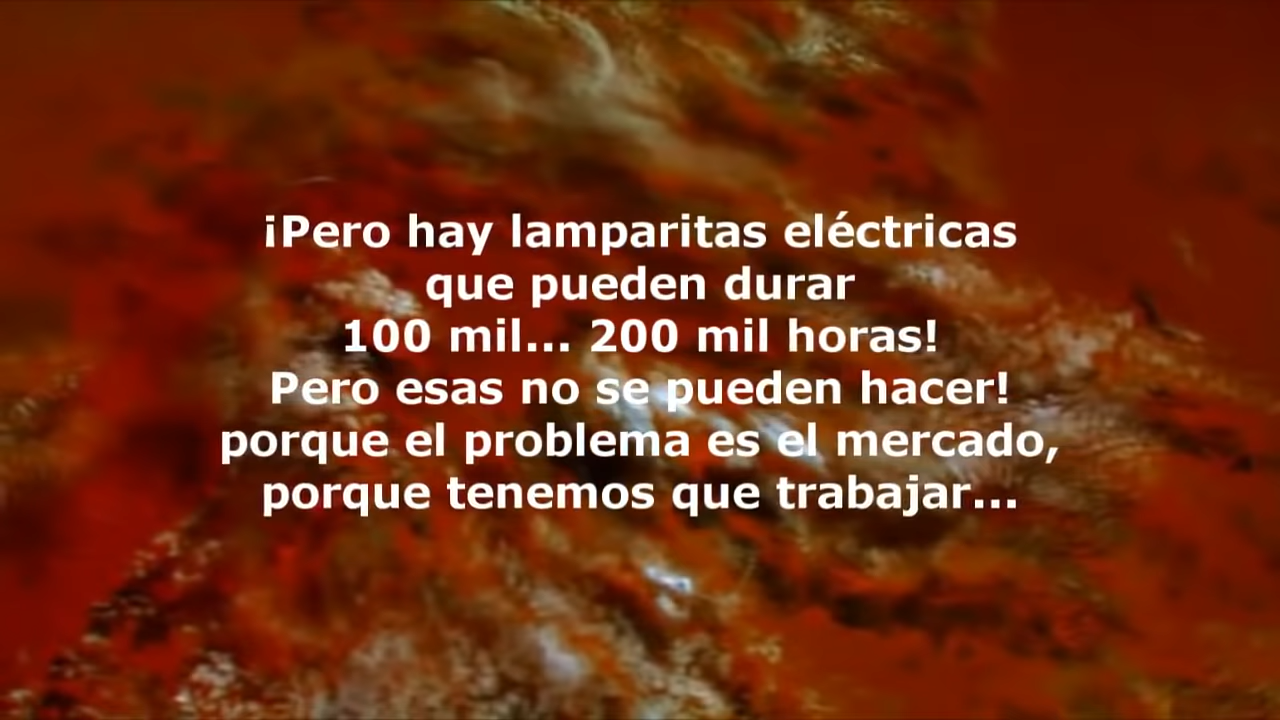 ¡Pero hay lamparitas eléctricas
que pueden durar
100 mil... 200 mil horas!
Pero esas no se pueden hacer!
porque el problema es el mercado,
porque tenemos que trabajar...